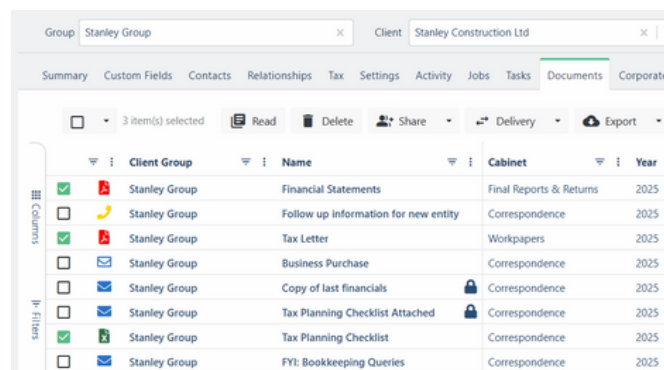 Group Stanley Group × Client Stanley Construction Ltd ×
Summary Custom Fields Contacts Relationships Tax Settings Activity Jobs Tasks Documents Corporate
3 item(s) selected Read Delete Share Delivery Export
Client Group Name Cabinet Year
Stanley Group Financial Statements Final Reports & Returns 2025
Stanley Group Follow up information for new entity Correspondence 2025
Stanley Group Tax Letter Workpapers 2025
Stanley Group Business Purchase Correspondence 2025
Stanley Group Copy of last financials Correspondence 2025
Stanley Group Tax Planning Checklist Attached Correspondence 2025
Stanley Group Tax Planning Checklist Correspondence 2025
Stanley Group FYI: Bookkeeping Queries Correspondence 2025
Columns
Filters